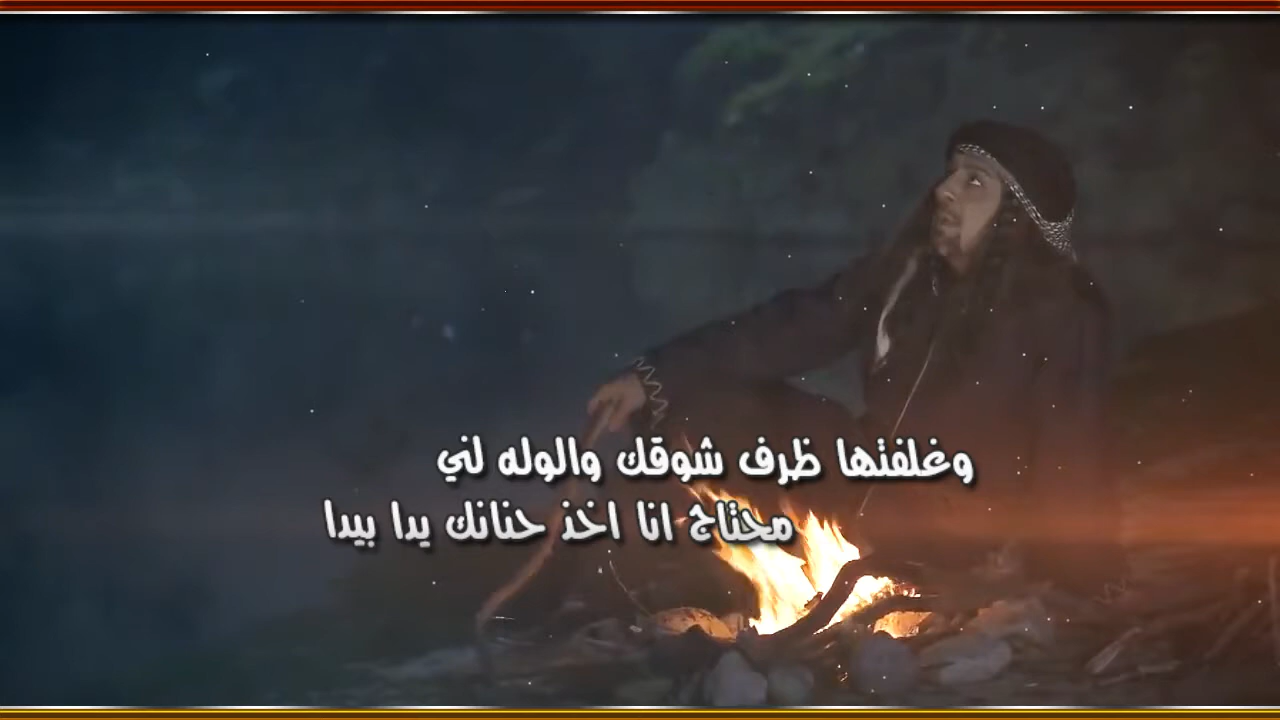 وغلفتها ظرف شوقك والوله لني
محتاج انا اخذ حنانك يدا بيدا